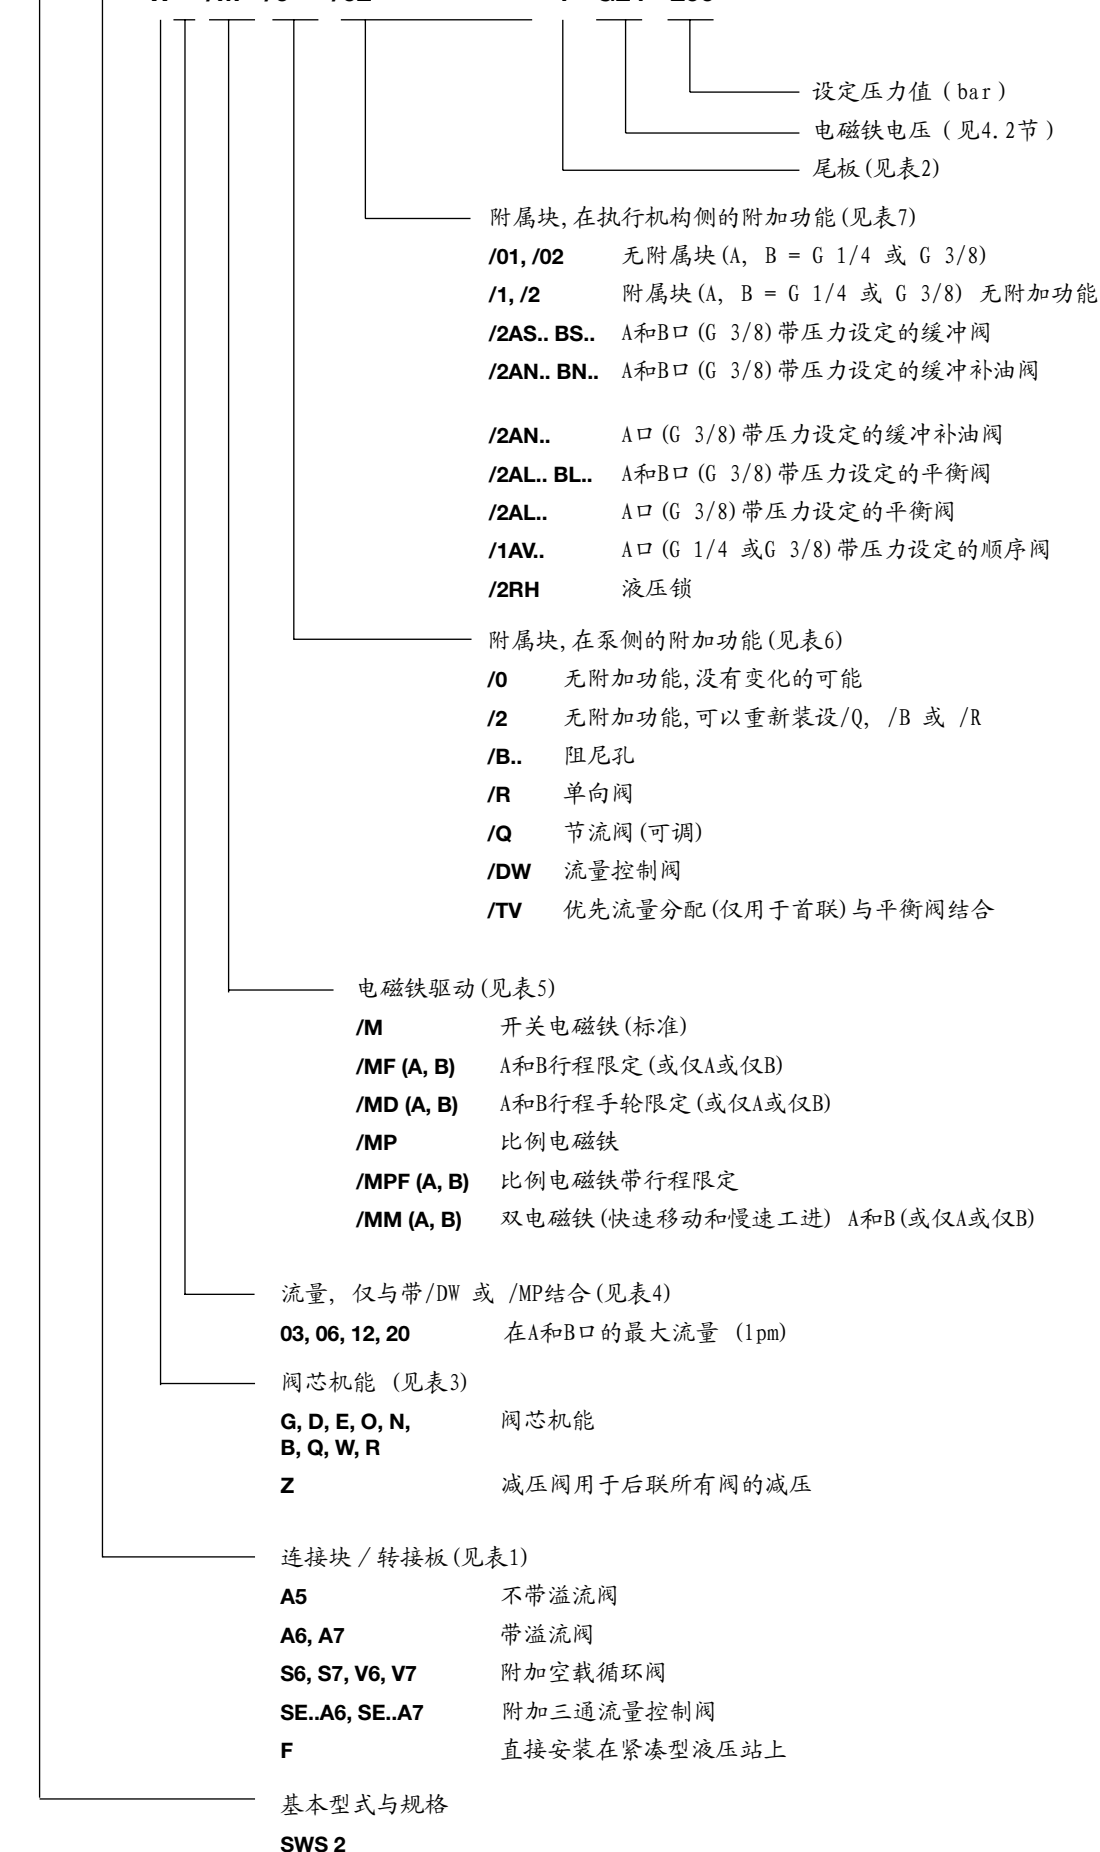 设定压力值 ( bar )
电磁铁电压 ( 见4.2节 )
尾板(见表2)
附属块,在执行机构侧的附加功能(见表7)
/01, /02 无附属块(A, B = G 1/4 或 G 3/8)
/1, /2 附属块(A, B = G 1/4 或 G 3/8) 无附加功能
/2AS.. BS.. A和B口(G 3/8)带压力设定的缓冲阀
/2AN.. BN.. A和B口(G 3/8)带压力设定的缓冲补油阀
/2AN.. A口(G 3/8)带压力设定的缓冲补油阀
/2AL.. BL.. A和B口(G 3/8)带压力设定的平衡阀
/2AL.. A口(G 3/8)带压力设定的平衡阀
/1AV.. A口(G 1/4 或G 3/8)带压力设定的顺序阀
/2RH 液压锁
附属块,在泵侧的附加功能(见表6)
/0 无附加功能,没有变化的可能
/2 无附加功能,可以重新装设/Q, /B 或 /R
/B.. 阻尼孔
/R 单向阀
/Q 节流阀(可调)
/DW 流量控制阀
/TV 优先流量分配(仅用于首联)与平衡阀结合
电磁铁驱动(见表5)
/M 开关电磁铁(标准)
/MF (A, B) A和B行程限定(或仅A或仅B)
/MD (A, B) A和B行程手轮限定(或仅A或仅B)
/MP 比例电磁铁
/MPF (A, B) 比例电磁铁带行程限定
/MM (A, B) 双电磁铁(快速移动和慢速工进) A和B(或仅A或仅B)
流量, 仅与带/DW 或 /MP结合(见表4)
03, 06, 12, 20 在A和B口的最大流量 (lpm)
阀芯机能 (见表3)
G, D, E, O, N, 阀芯机能
B, Q, W, R
Z 减压阀用于后联所有阀的减压
连接块 / 转接板(见表1)
A5 不带溢流阀
A6, A7 带溢流阀
S6, S7, V6, V7 附加空载循环阀
SE..A6, SE..A7 附加三通流量控制阀
F 直接安装在紧凑型液压站上
基本型式与规格
SWS 2